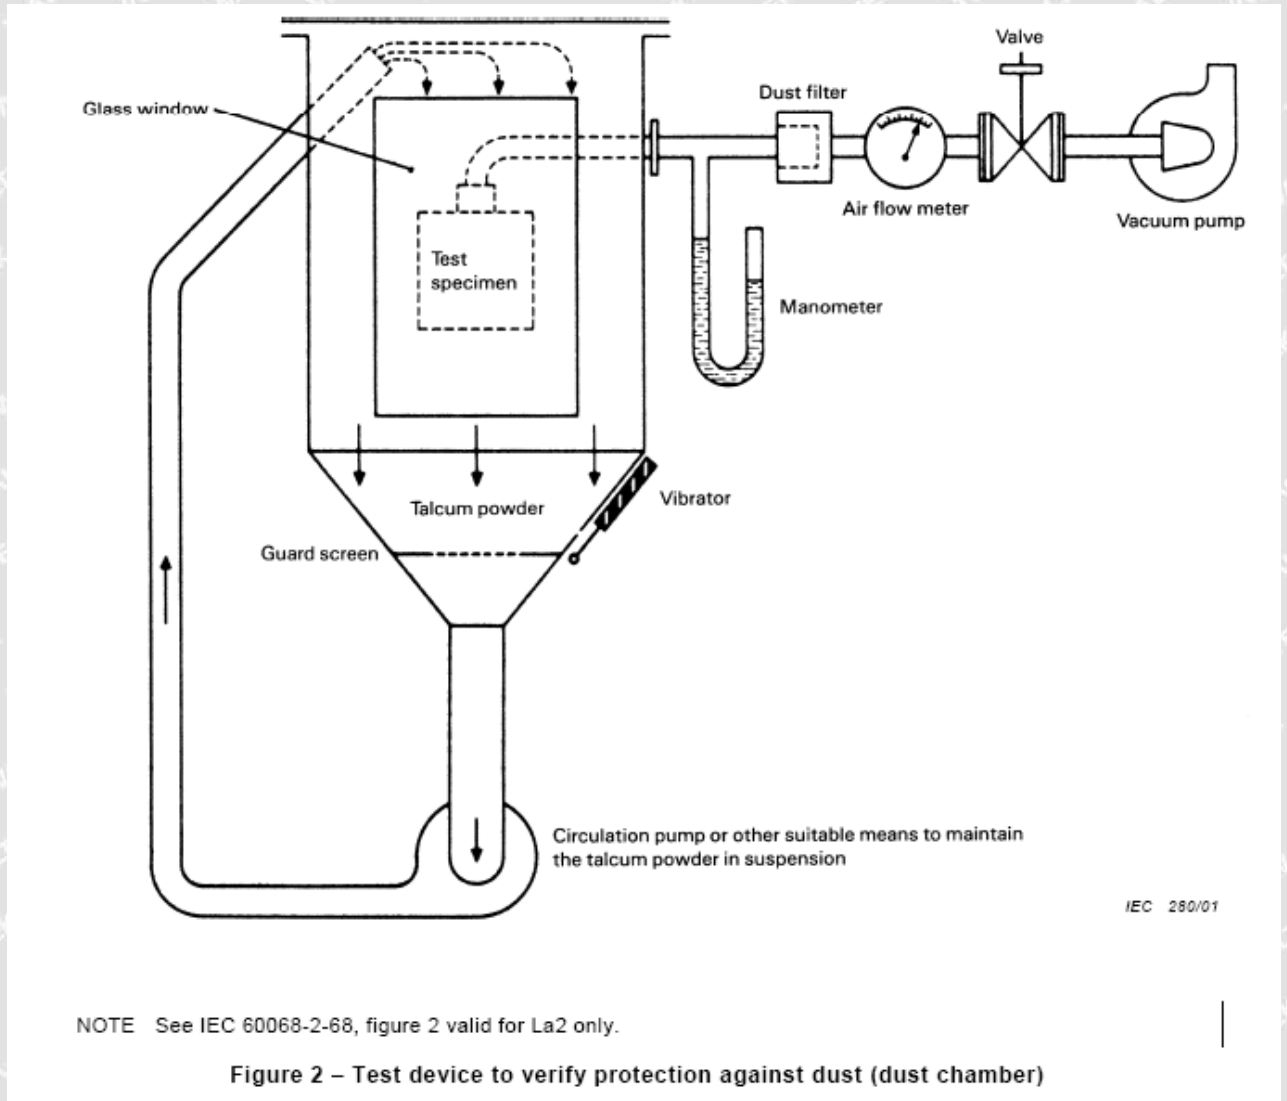 Valve
Dust filter
Glass window
Air flow meter
Vacuum pump
Test
specimen
Manometer
Vibrator
Talcum powder
Guard screen
Circulation pump or other suitable means to maintain
the talcum powder in suspension
IEC 280/01
NOTE See IEC 60068-2-68, figure 2 valid for La2 only.
Figure 2 – Test device to verify protection against dust (dust chamber)